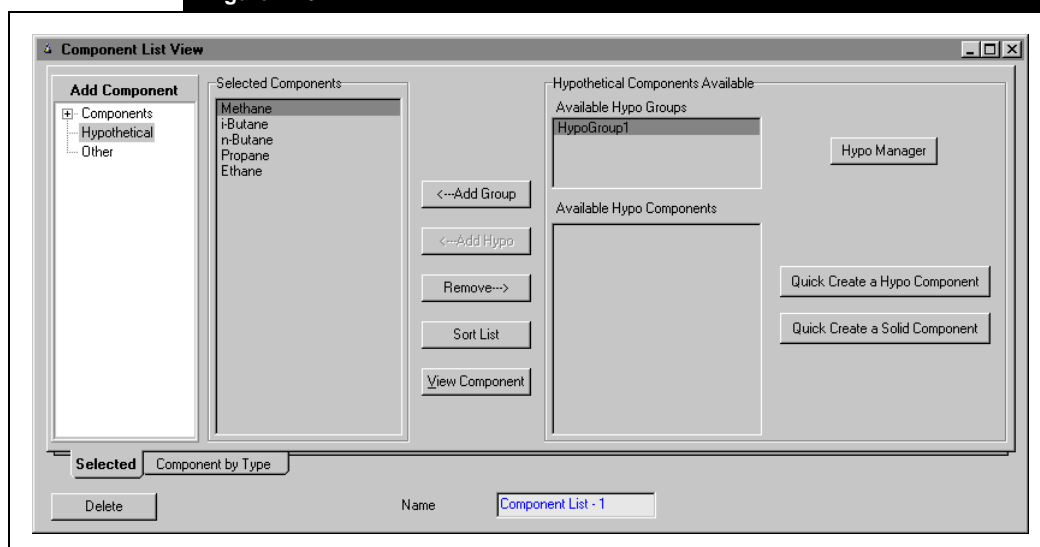 Component List View
Add Component
Components
Hypothetical
Other
Selected Components
Methane
i-Butane
n-Butane
Propane
Ethane
<---Add Group
<---Add Hypo
Remove--->
Sort List
View Component
Hypothetical Components Available
Available Hypo Groups
HypoGroup1
Hypo Manager
Available Hypo Components
Quick Create a Hypo Component
Quick Create a Solid Component
Selected
Component by Type
Delete
Name
Component List - 1